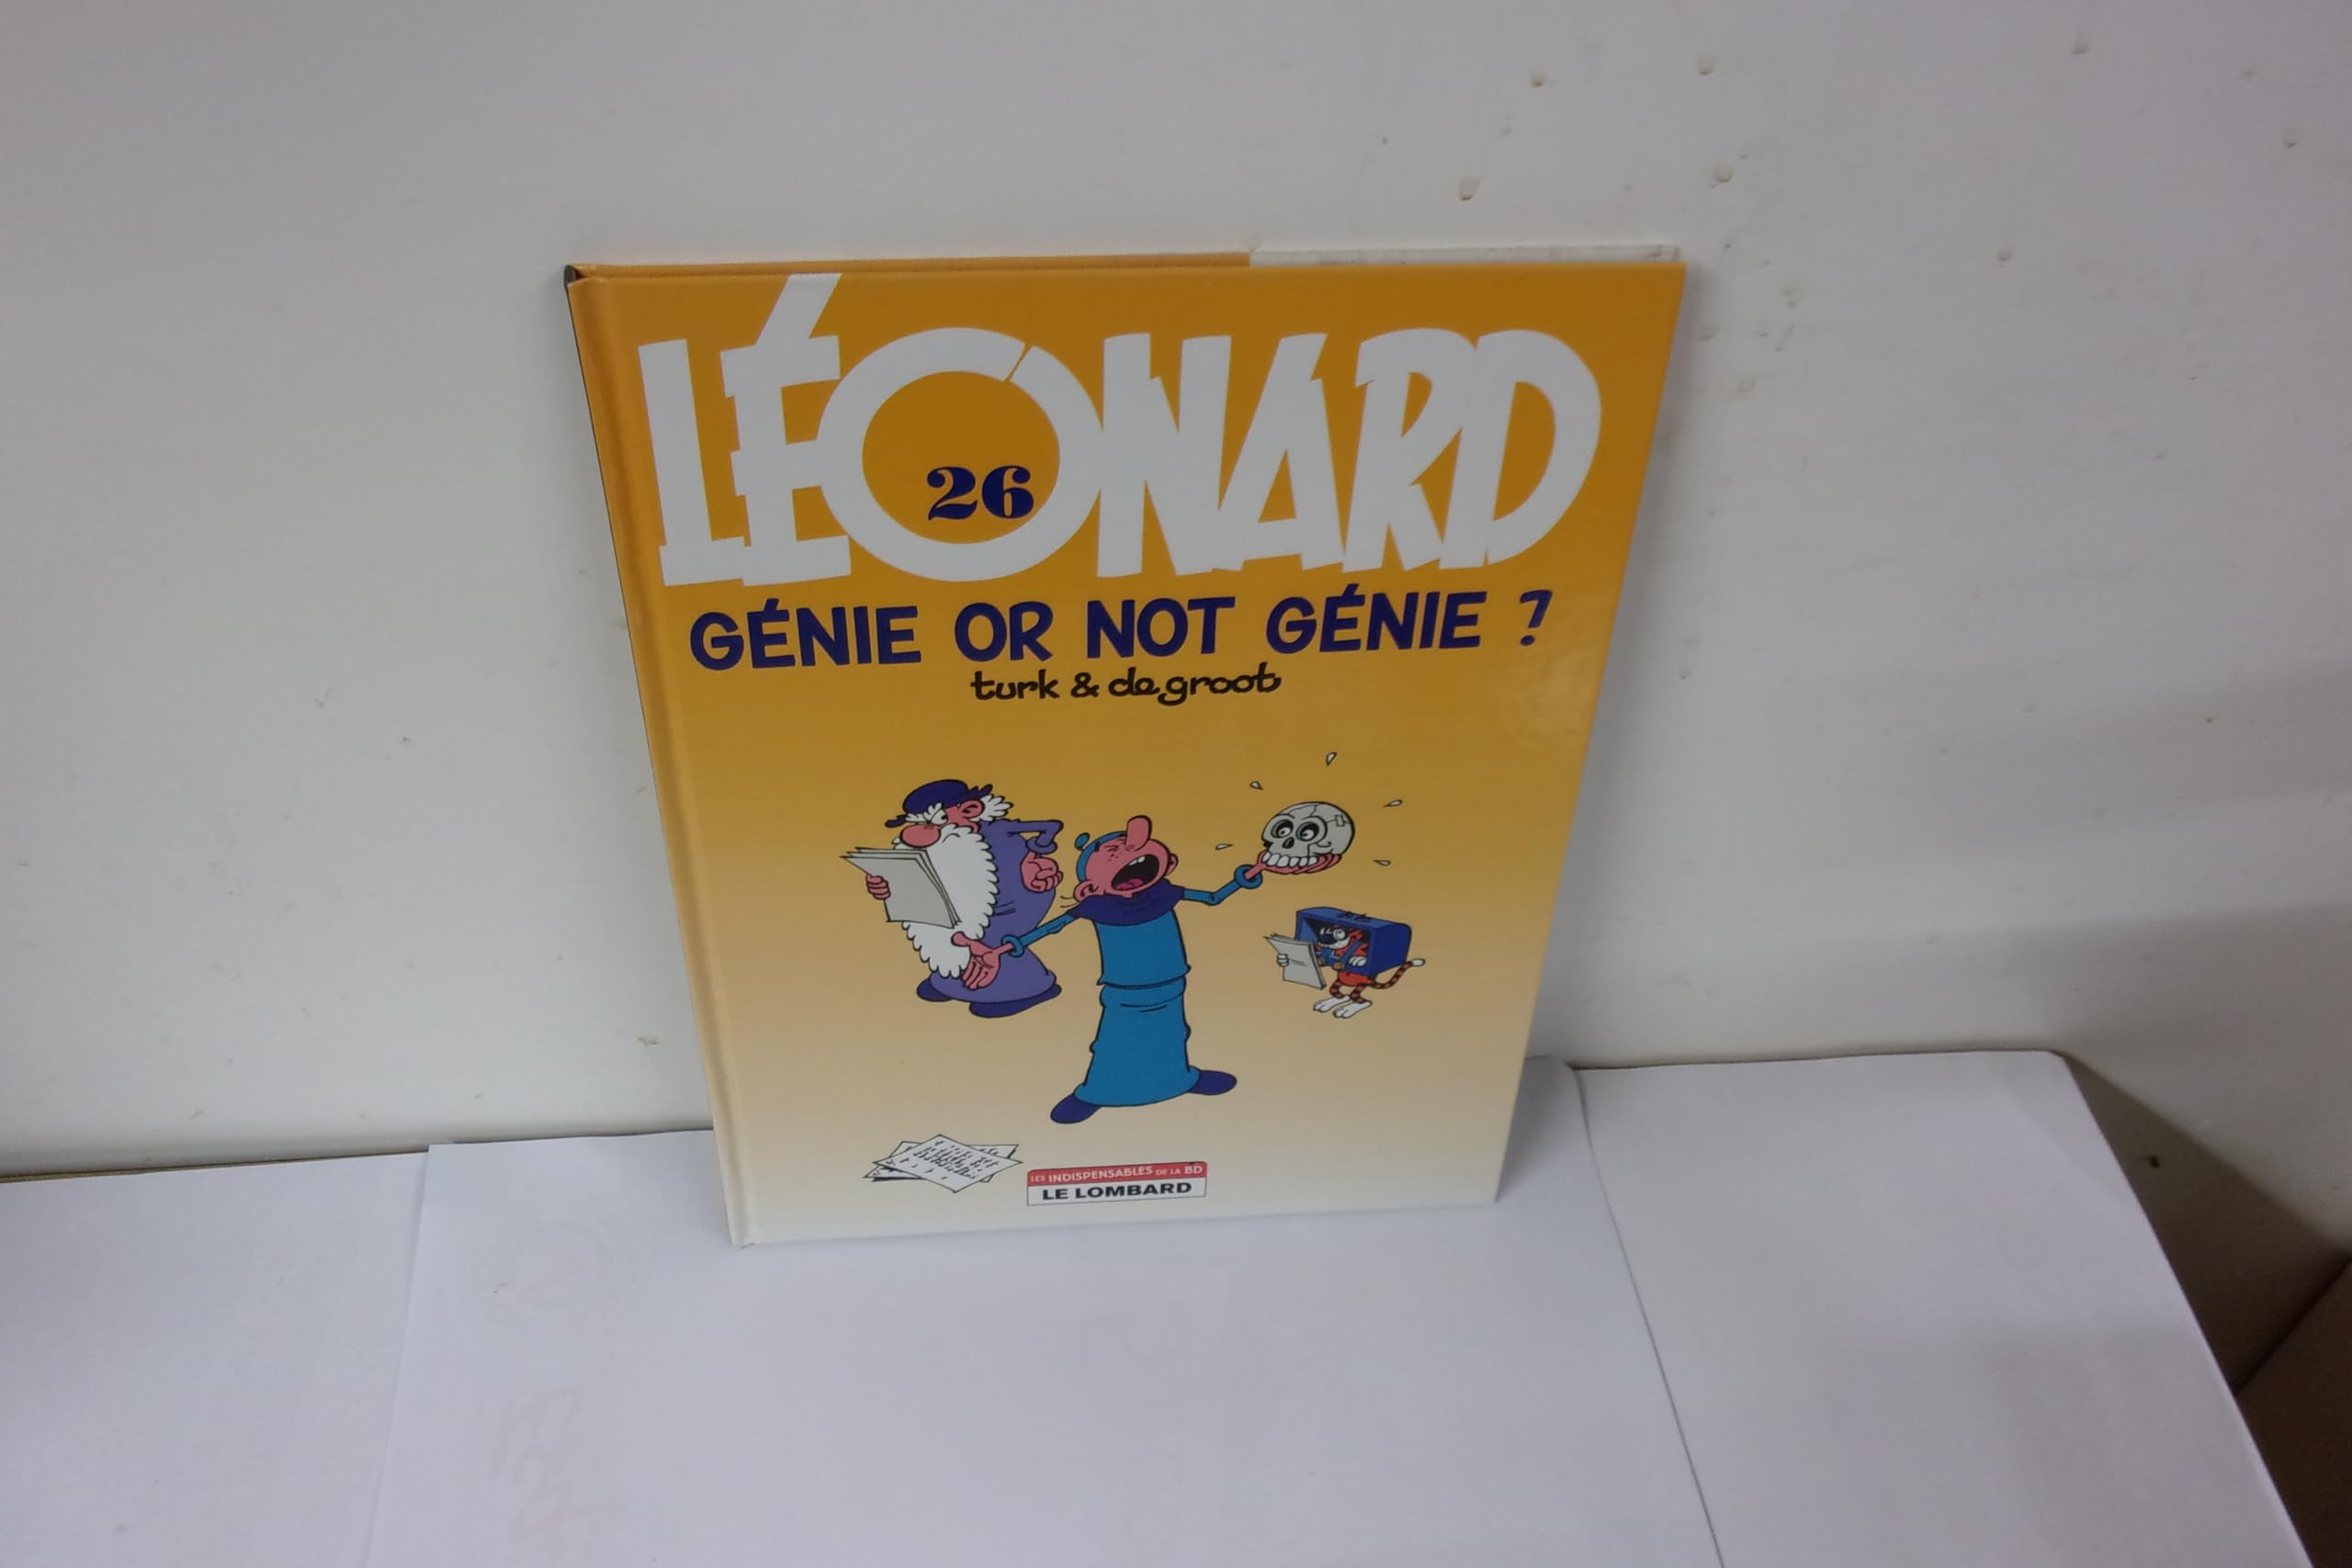 LÉONARD
26
GÉNIE OR NOT GÉNIE ?
turk & de groot
LES INDISPENSABLES DE LA BD
LE LOMBARD